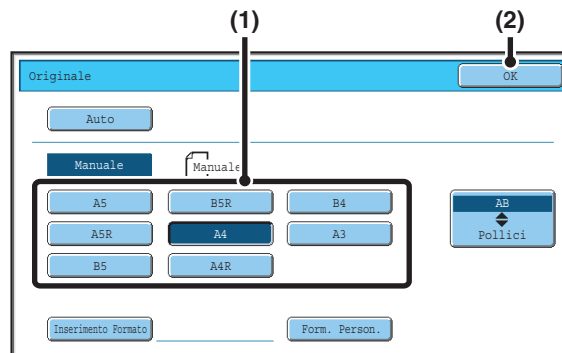 (1) (2)
Originale OK
Auto
Manuale Manuale
A5 B5R B4 AB
A5R A4 A3 Pollici
B5 A4R
Inserimento Formato Form. Person.